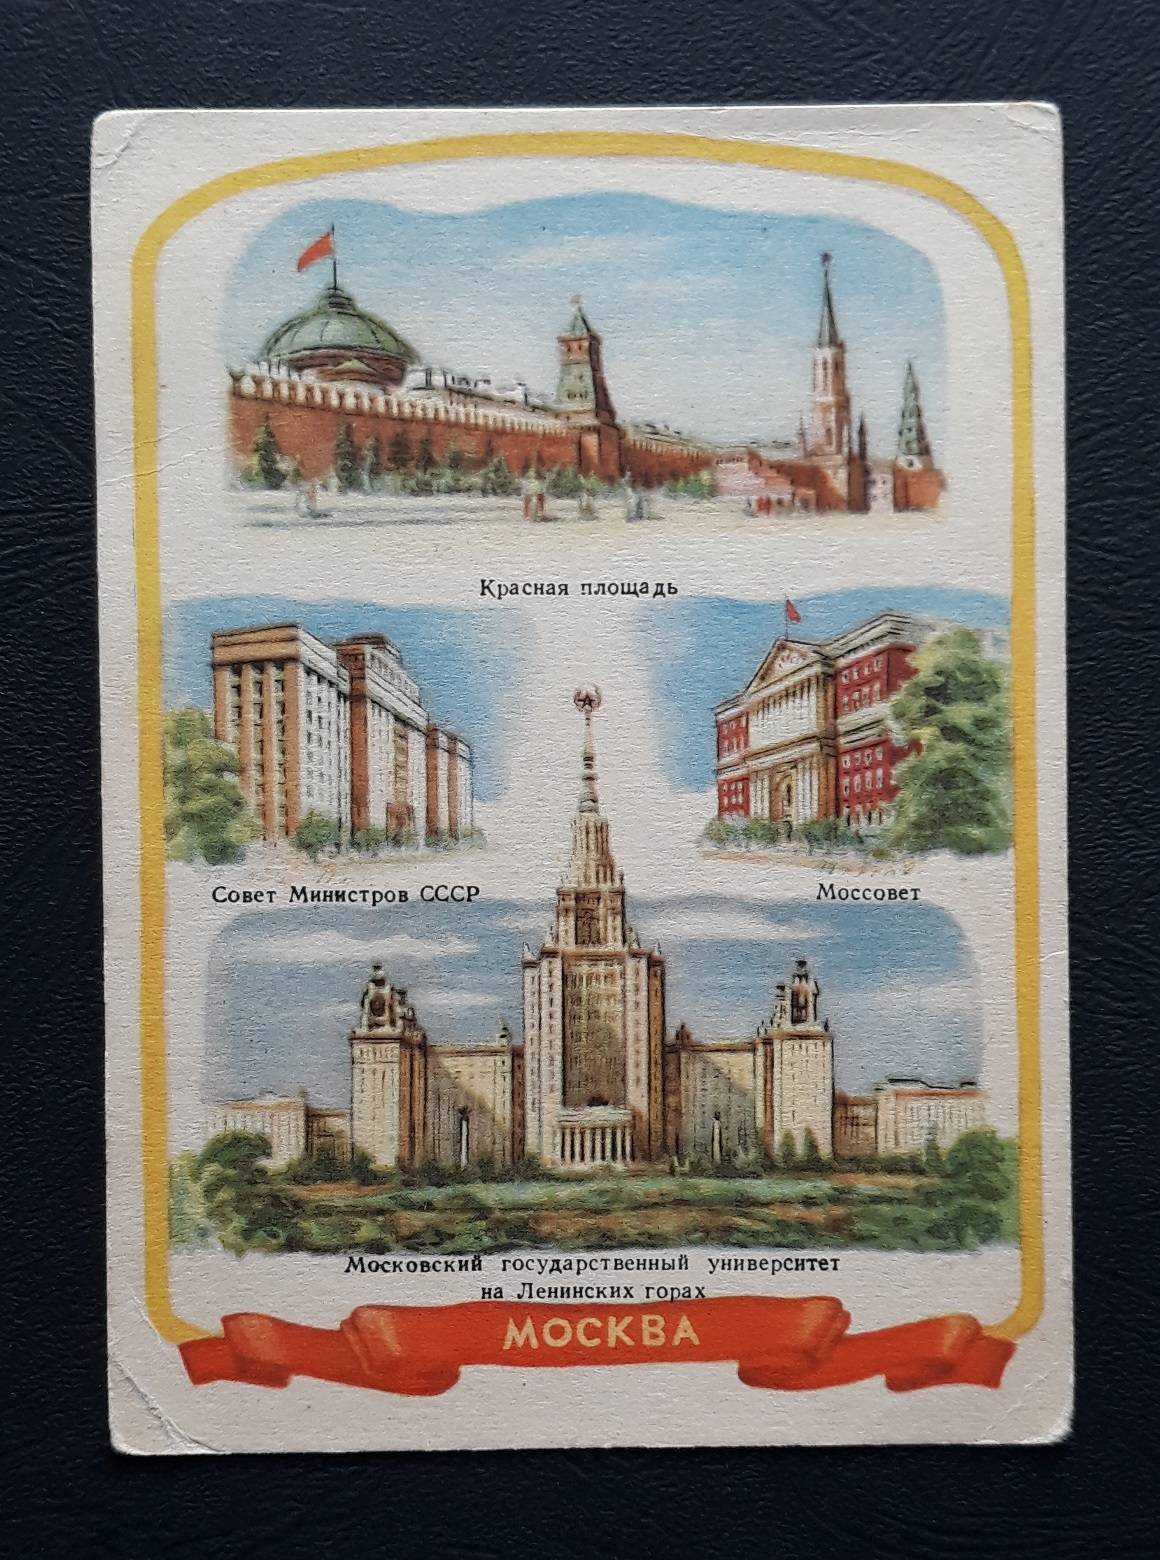 Красная площадь
Совет Министров СССР
Моссовет
Московский государственный университет
на Ленинских горах
МОСКВА